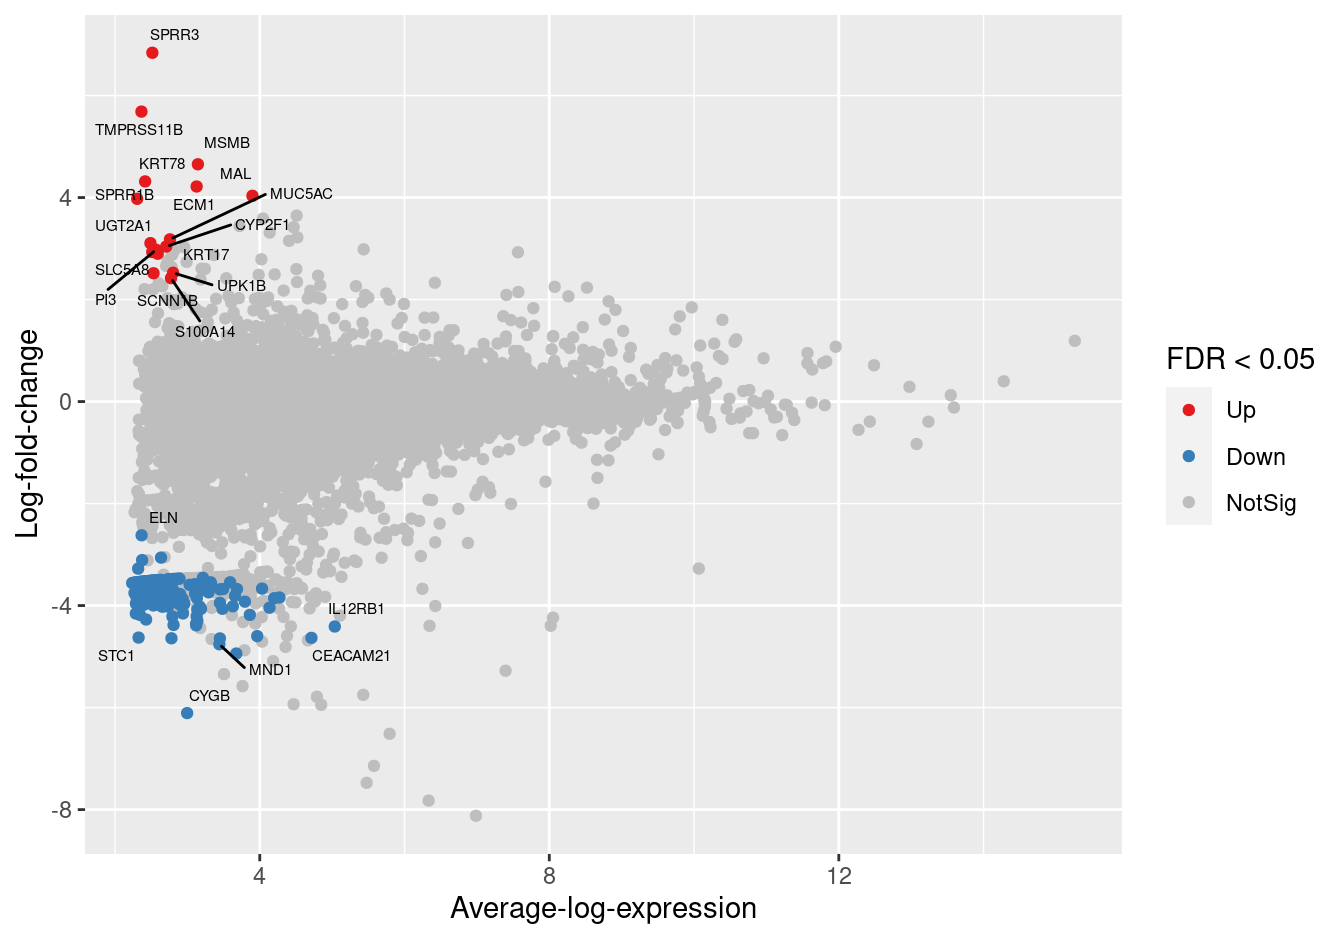 SPRR3
TMPRSS11B
MSMB
KRT78
MAL
SPRR1B
MUC5AC
ECM1
UGT2A1
CYP2F1
KRT17
SLC5A8
UPK1B
PI3
SCNN1B
S100A14
ELN
IL12RB1
STC1
CEACAM21
MND1
CYGB
4
0
-4
-8
4
8
12
Log-fold-change
Average-log-expression
FDR < 0.05
Up
Down
NotSig